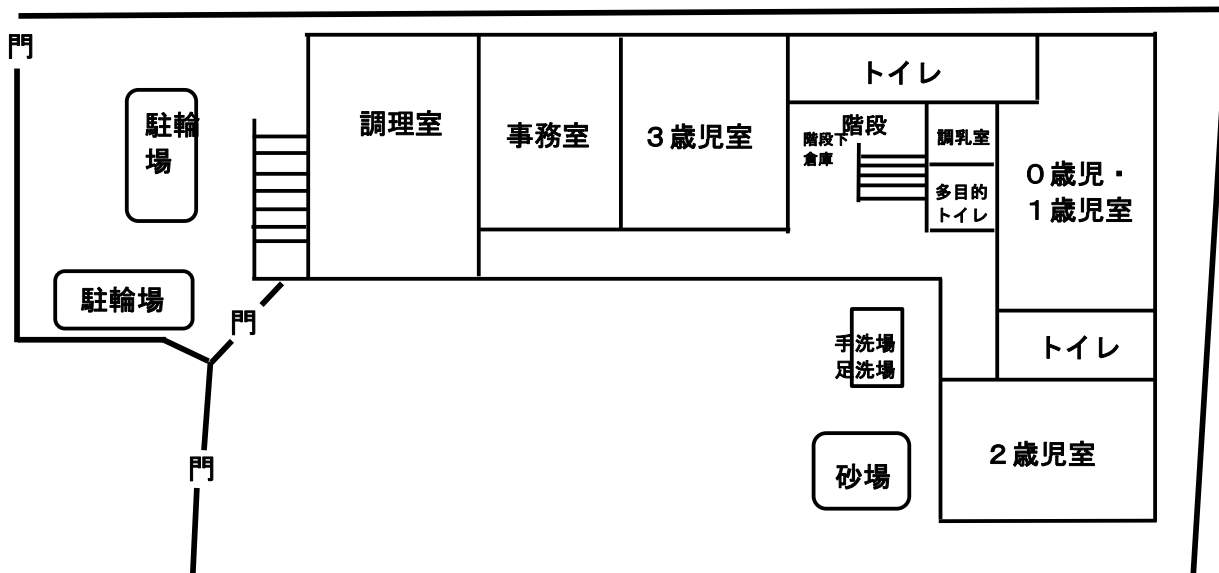 門
駐輪
場
調理室
事務室
３歳児室
トイレ
階段
階段下
倉庫
調乳室
多目的
トイレ
０歳児・
１歳児室
駐輪場
門
手洗場
足洗場
トイレ
門
砂場
２歳児室